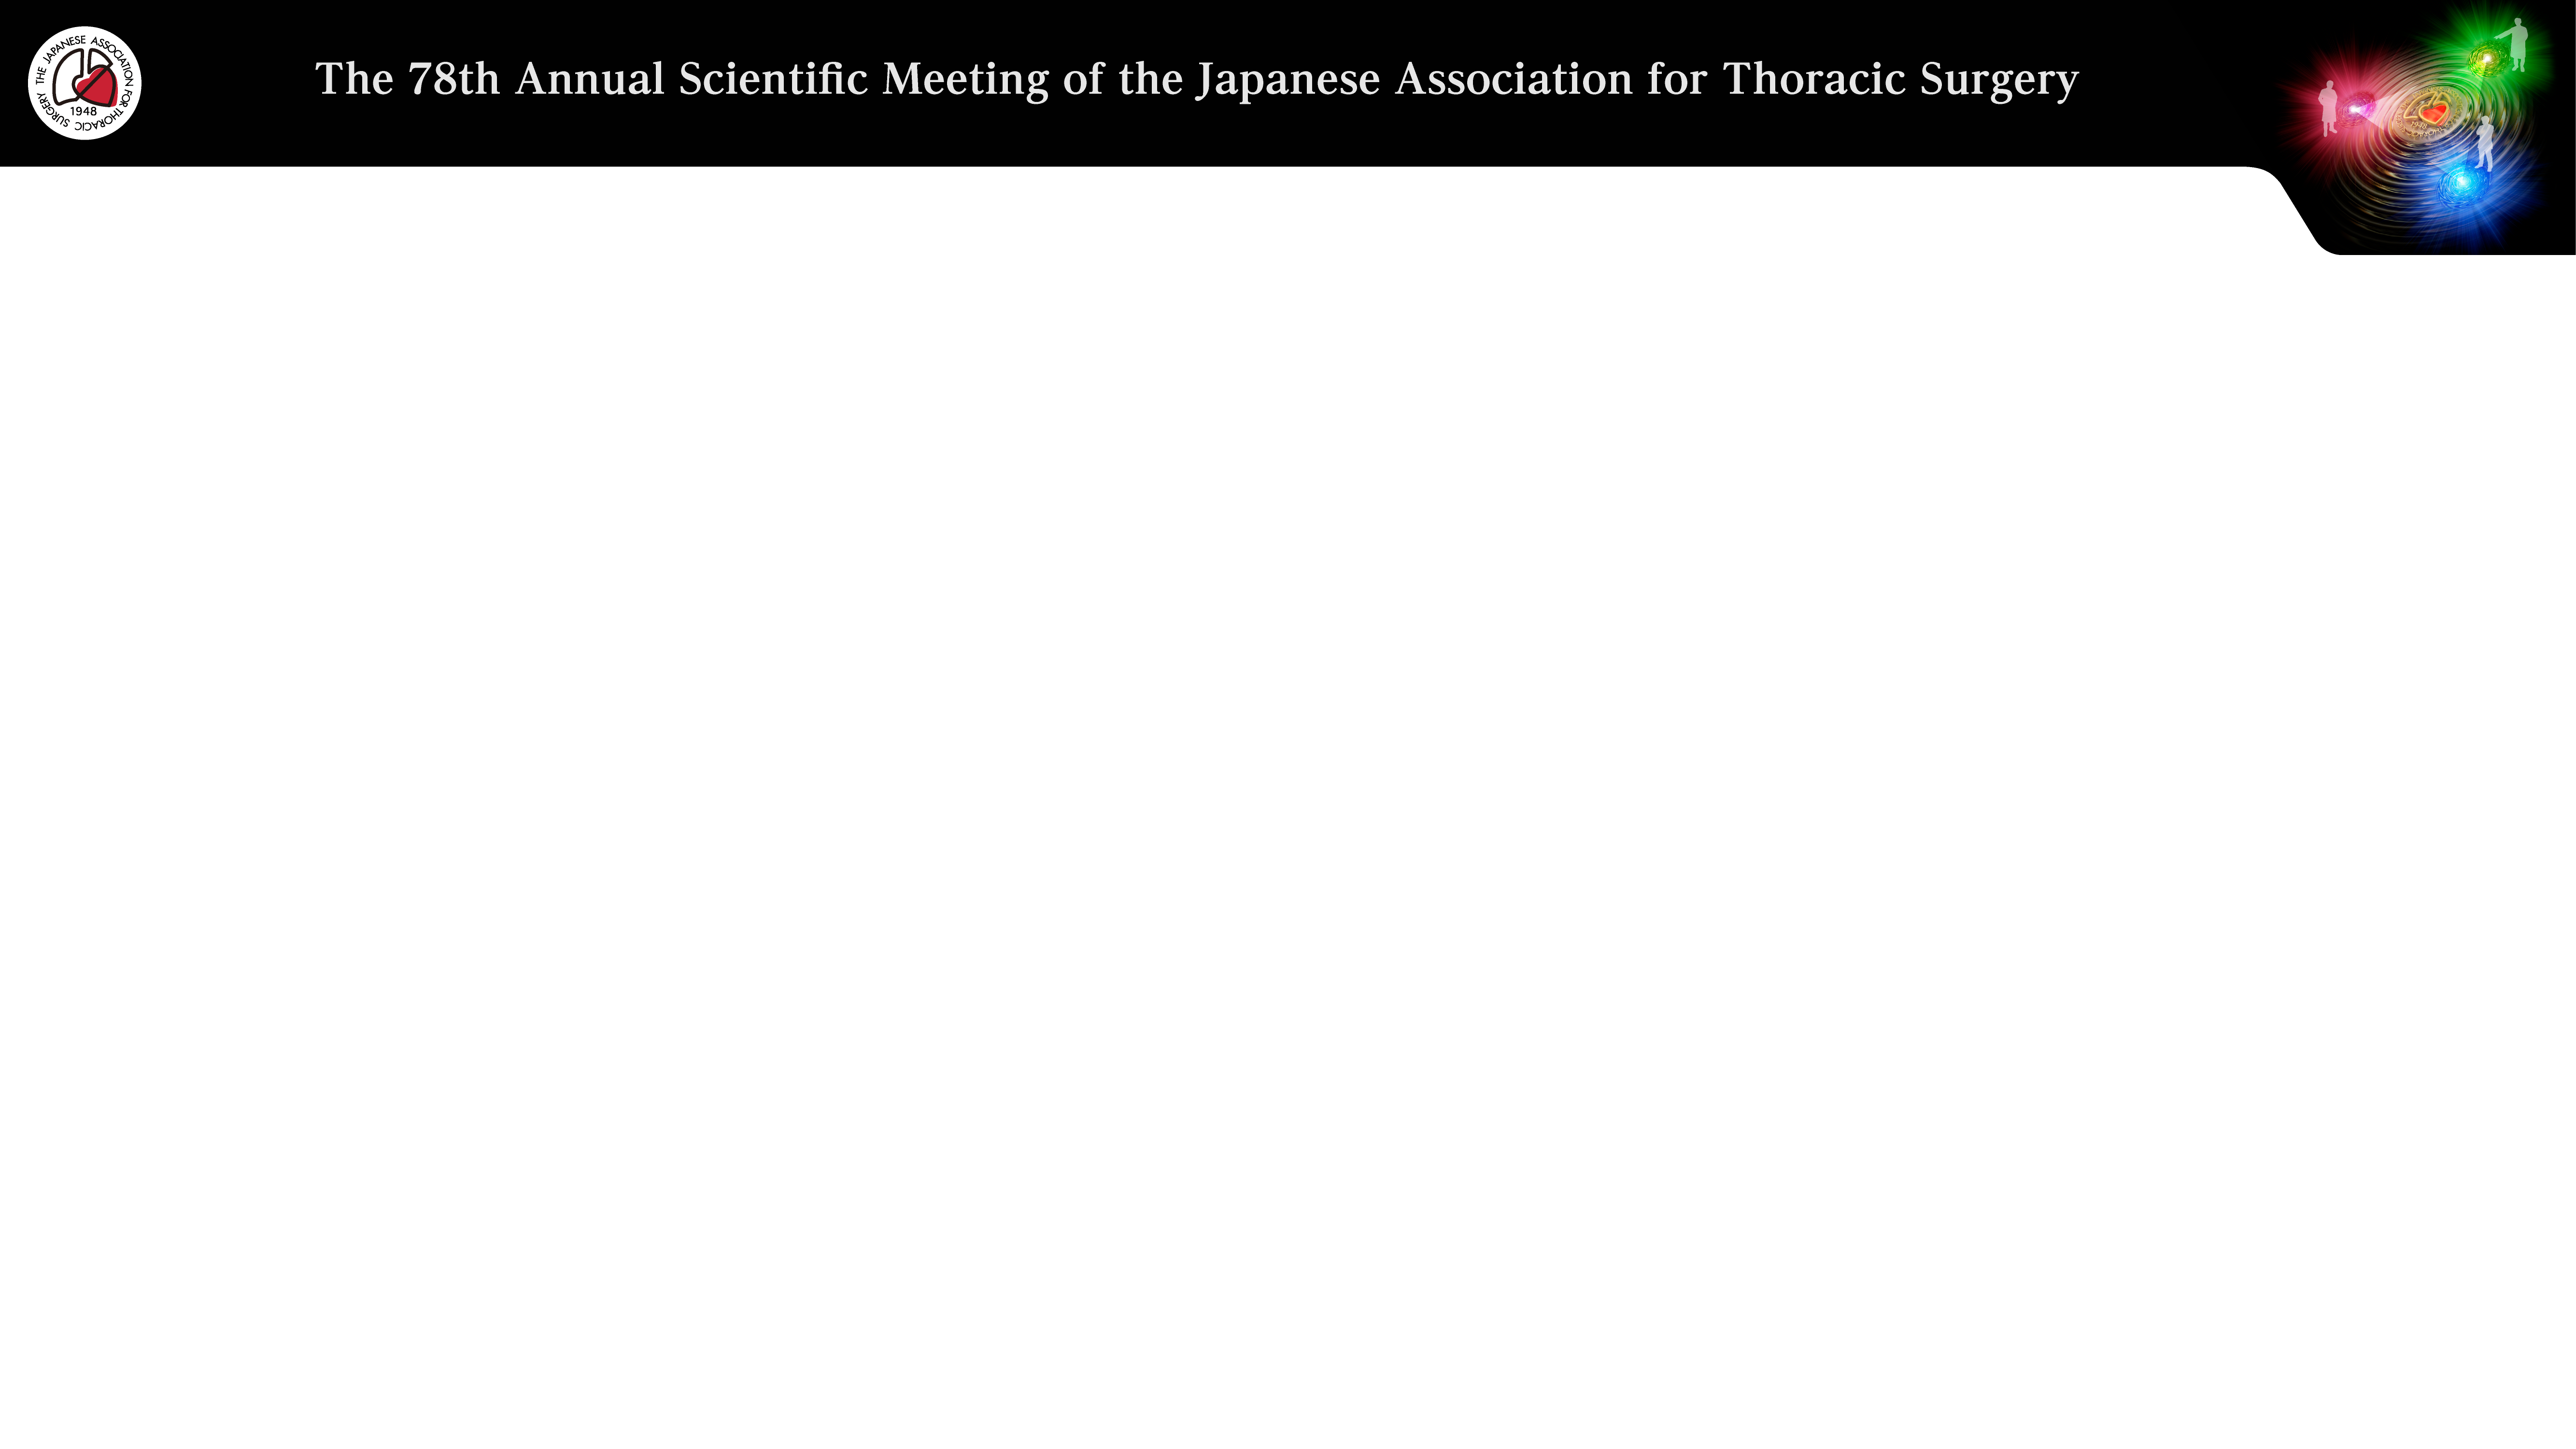 THE JAPANESE ASSOCIATION FOR THORACIC SURGERY
1948
The 78th Annual Scientific Meeting of the Japanese Association for Thoracic Surgery
1948